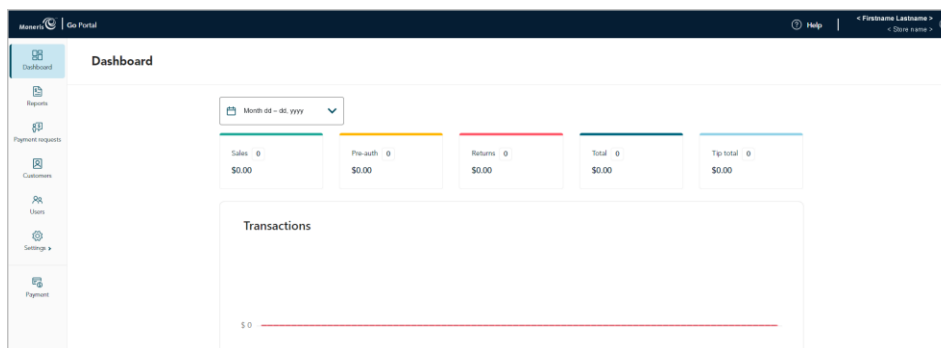 Moneris Go Portal
Help
< Firstname Lastname >
< Store name >
Dashboard
Reports
Payment requests
Customers
Users
Settings >
Payment
Dashboard
Month dd – dd, yyyy
Sales 0
$0.00
Pre-auth 0
$0.00
Returns 0
$0.00
Total 0
$0.00
Tip total 0
$0.00
Transactions
$ 0